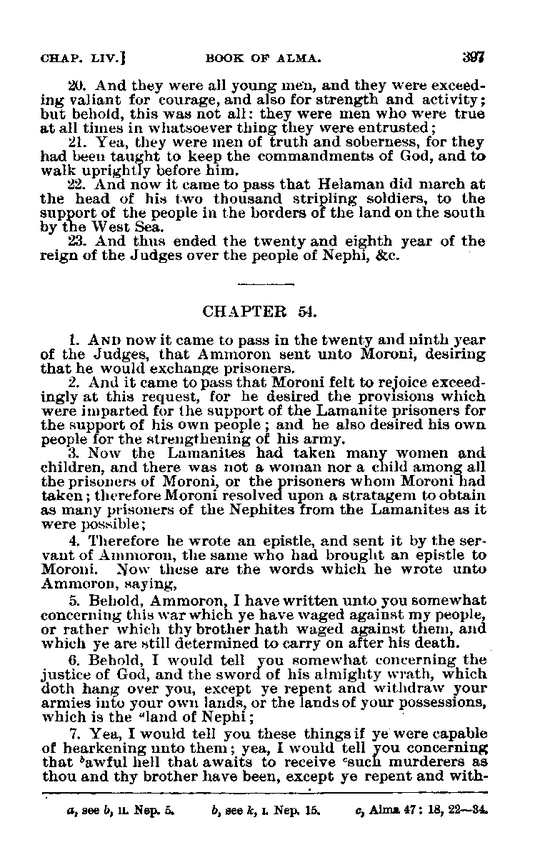 CHAP. LIV.] BOOK OF ALMA. 397
20. And they were all young men, and they were exceed-
ing valiant for courage, and also for strength and activity;
but behold, this was not all: they were men who were true
at all times in whatsoever thing they were entrusted;
21. Yea, they were men of truth and soberness, for they
had been taught to keep the commandments of God, and to
walk uprightly before him.
22. And now it came to pass that Helaman did march at
the head of his two thousand stripling soldiers, to the
support of the people in the borders of the land on the south
by the West Sea.
23. And thus ended the twenty and eighth year of the
reign of the Judges over the people of Nephi, &c.
CHAPTER 54.
1. AND now it came to pass in the twenty and ninth year
of the Judges, that Ammoron sent unto Moroni, desiring
that he would exchange prisoners.
2. And it came to pass that Moroni felt to rejoice exceed-
ingly at this request, for he desired the provisions which
were imparted for the support of the Lamanite prisoners for
the support of his own people; and he also desired his own
people for the strengthening of his army.
3. Now the Lamanites had taken many women and
children, and there was not a woman nor a child among all
the prisoners of Moroni, or the prisoners whom Moroni had
taken; therefore Moroni resolved upon a stratagem to obtain
as many prisoners of the Nephites from the Lamanites as it
were possible;
4. Therefore he wrote an epistle, and sent it by the ser-
vant of Ammoron, the same who had brought an epistle to
Moroni. Now these are the words which he wrote unto
Ammoron, saying,
5. Behold, Ammoron, I have written unto you somewhat
concerning this war which ye have waged against my people,
or rather which thy brother hath waged against them, and
which ye are still determined to carry on after his death.
6. Behold, I would tell you somewhat concerning the
justice of God, and the sword of his almighty wrath, which
doth hang over you, except ye repent and withdraw your
armies into your own lands, or the lands of your possessions,
which is the ᵃland of Nephi;
7. Yea, I would tell you these things if ye were capable
of hearkening unto them; yea, I would tell you concerning
that ᵇawful hell that awaits to receive ᶜsuch murderers as
thou and thy brother have been, except ye repent and with-
a, see b, II. Nep. 5. b, see k, I. Nep. 15. c, Alma 47: 18, 22—34.